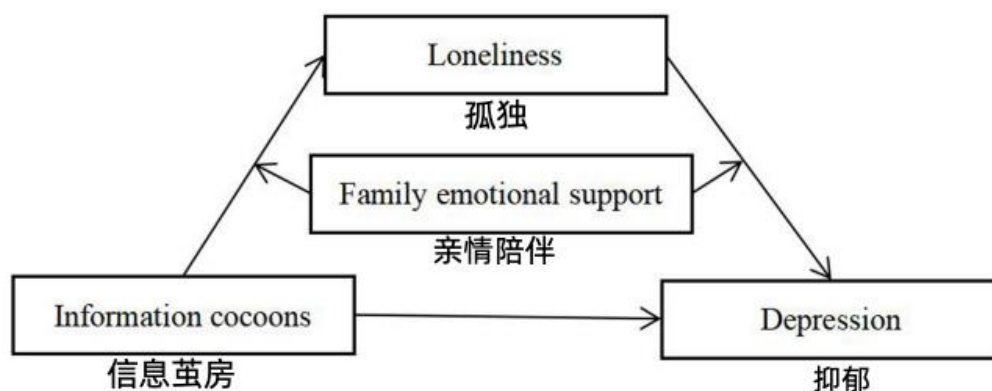 Loneliness
孤独
Family emotional support
亲情陪伴
Information cocoons
信息茧房
Depression
抑郁